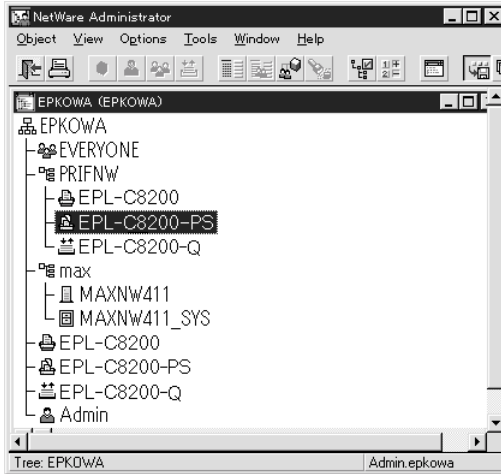 NetWare Administrator
Object View Options Tools Window Help
EPKOWA (EPKOWA)
EPKOWA
EVERYONE
PRIFNW
EPL-C8200
EPL-C8200-PS
EPL-C8200-Q
max
MAXNW411
MAXNW411_SYS
EPL-C8200
EPL-C8200-PS
EPL-C8200-Q
Admin
Tree: EPKOWA Admin.epkowa